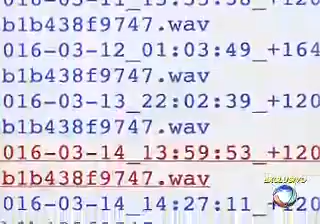 016-03-11_13:55:58_+120
b1b438f9747.wav
016-03-12_01:03:49_+164
b1b438f9747.wav
016-03-13_22:02:39_+120
b1b438f9747.wav
016-03-14_13:59:53_+120
b1b438f9747.wav
EXCLUSIVO
016-03-14_14:27:11_+120